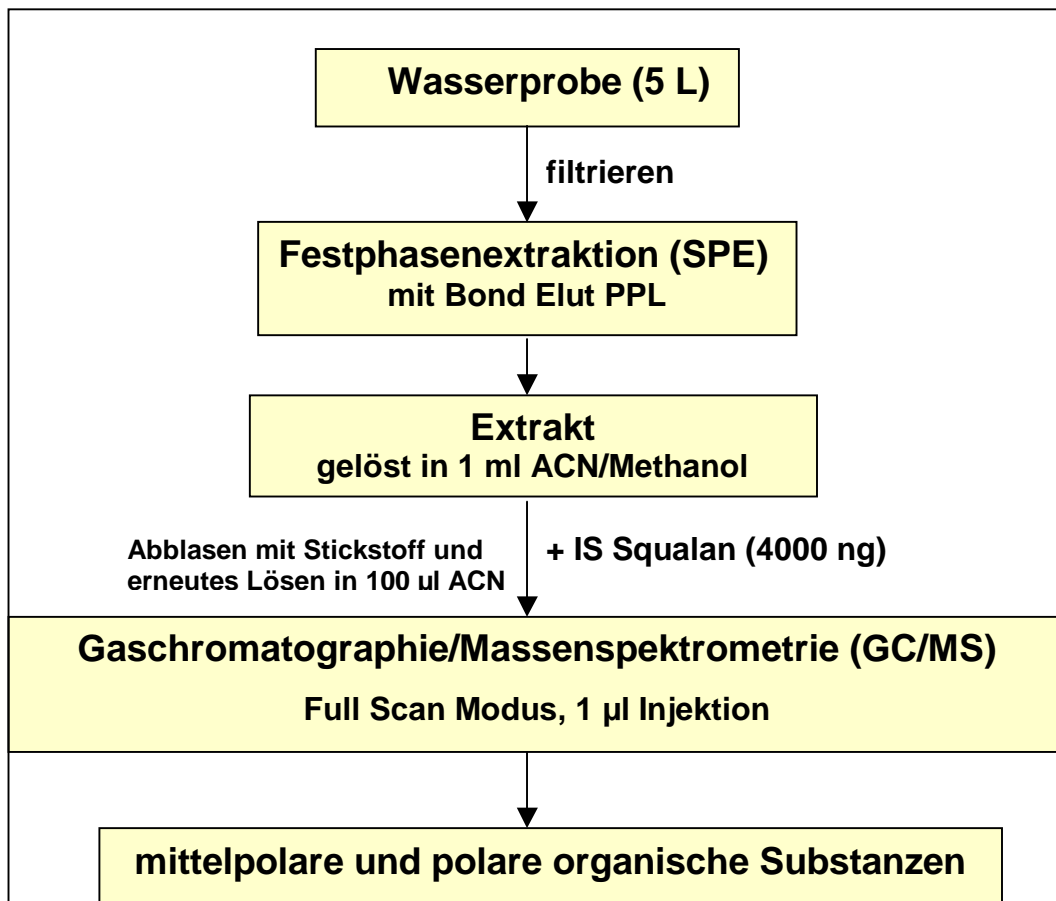 Wasserprobe (5 L)
filtrieren
Festphasenextraktion (SPE)
mit Bond Elut PPL
Extrakt
gelöst in 1 ml ACN/Methanol
Abblasen mit Stickstoff und
erneutes Lösen in 100 ul ACN
+ IS Squalan (4000 ng)
Gaschromatographie/Massenspektrometrie (GC/MS)
Full Scan Modus, 1 µl Injektion
mittelpolare und polare organische Substanzen